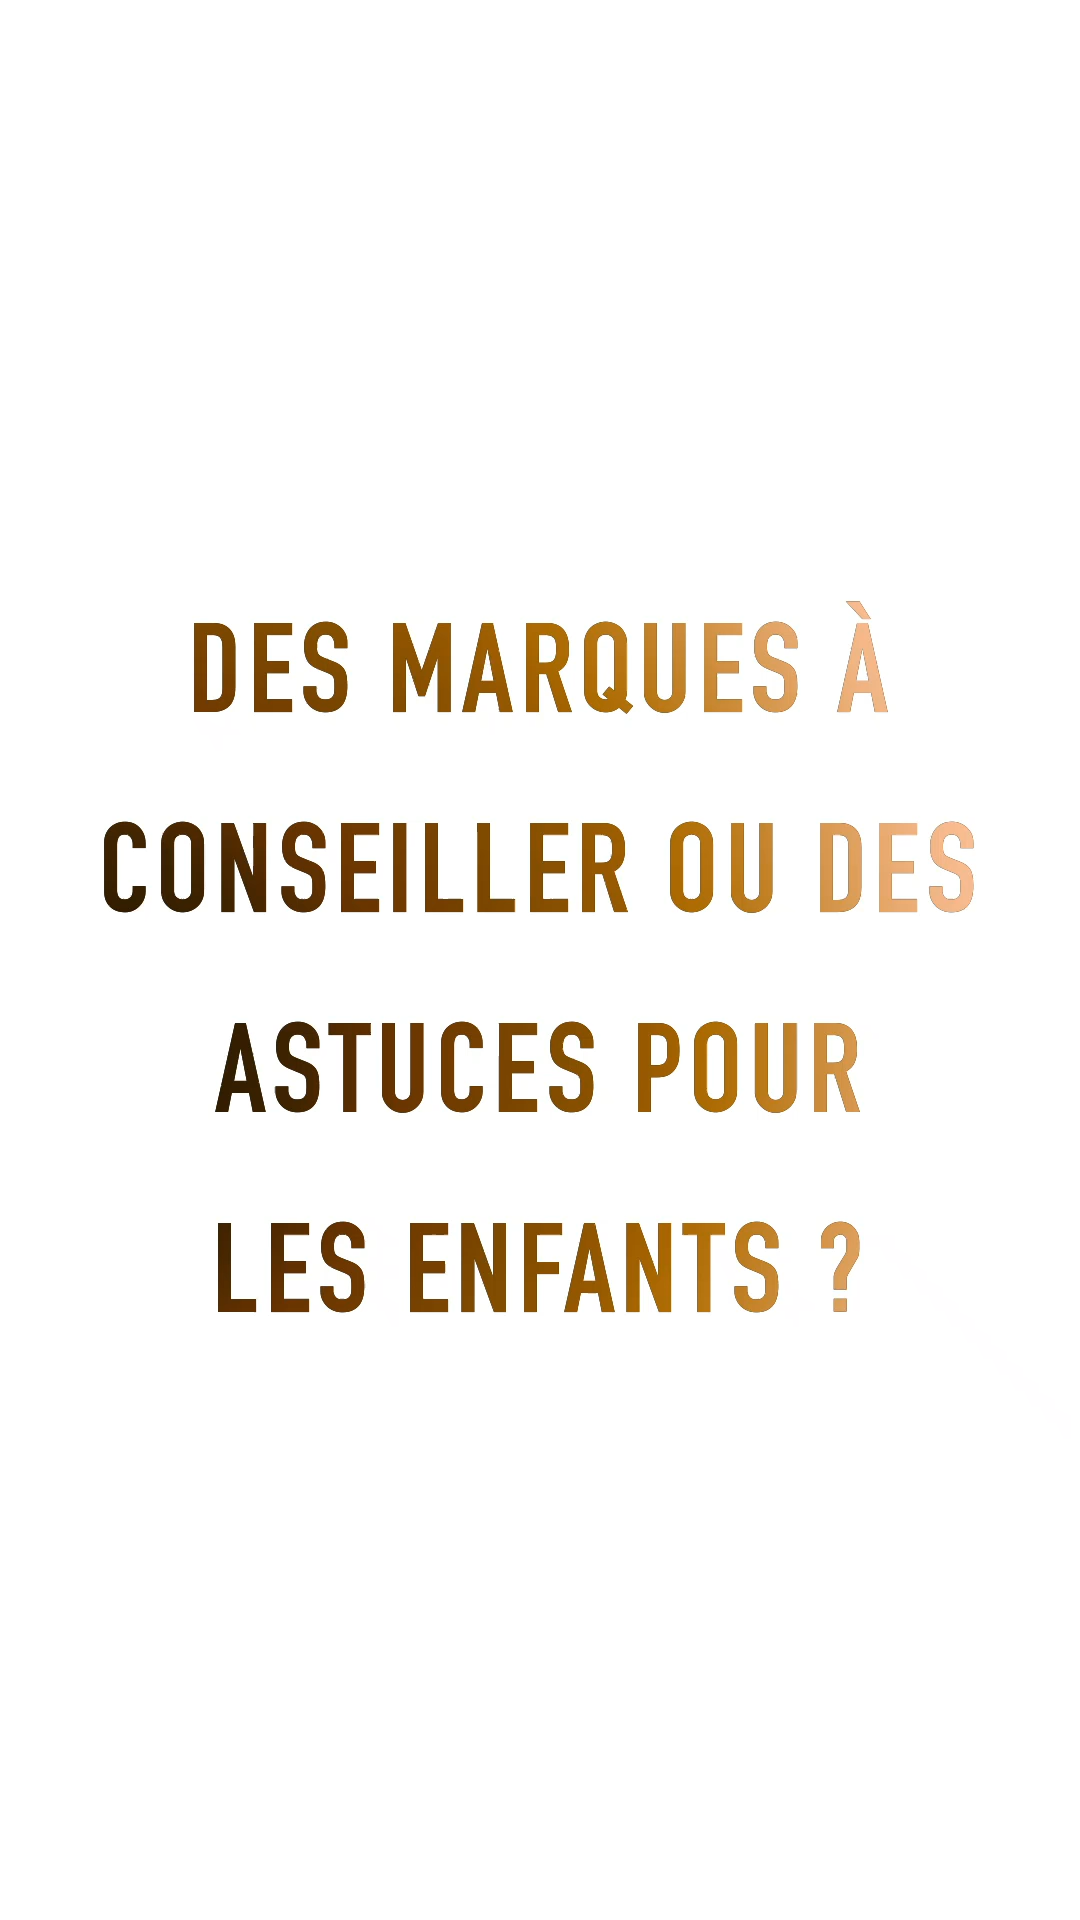 DES MARQUES À
CONSEILLER OU DES
ASTUCES POUR
LES ENFANTS ?